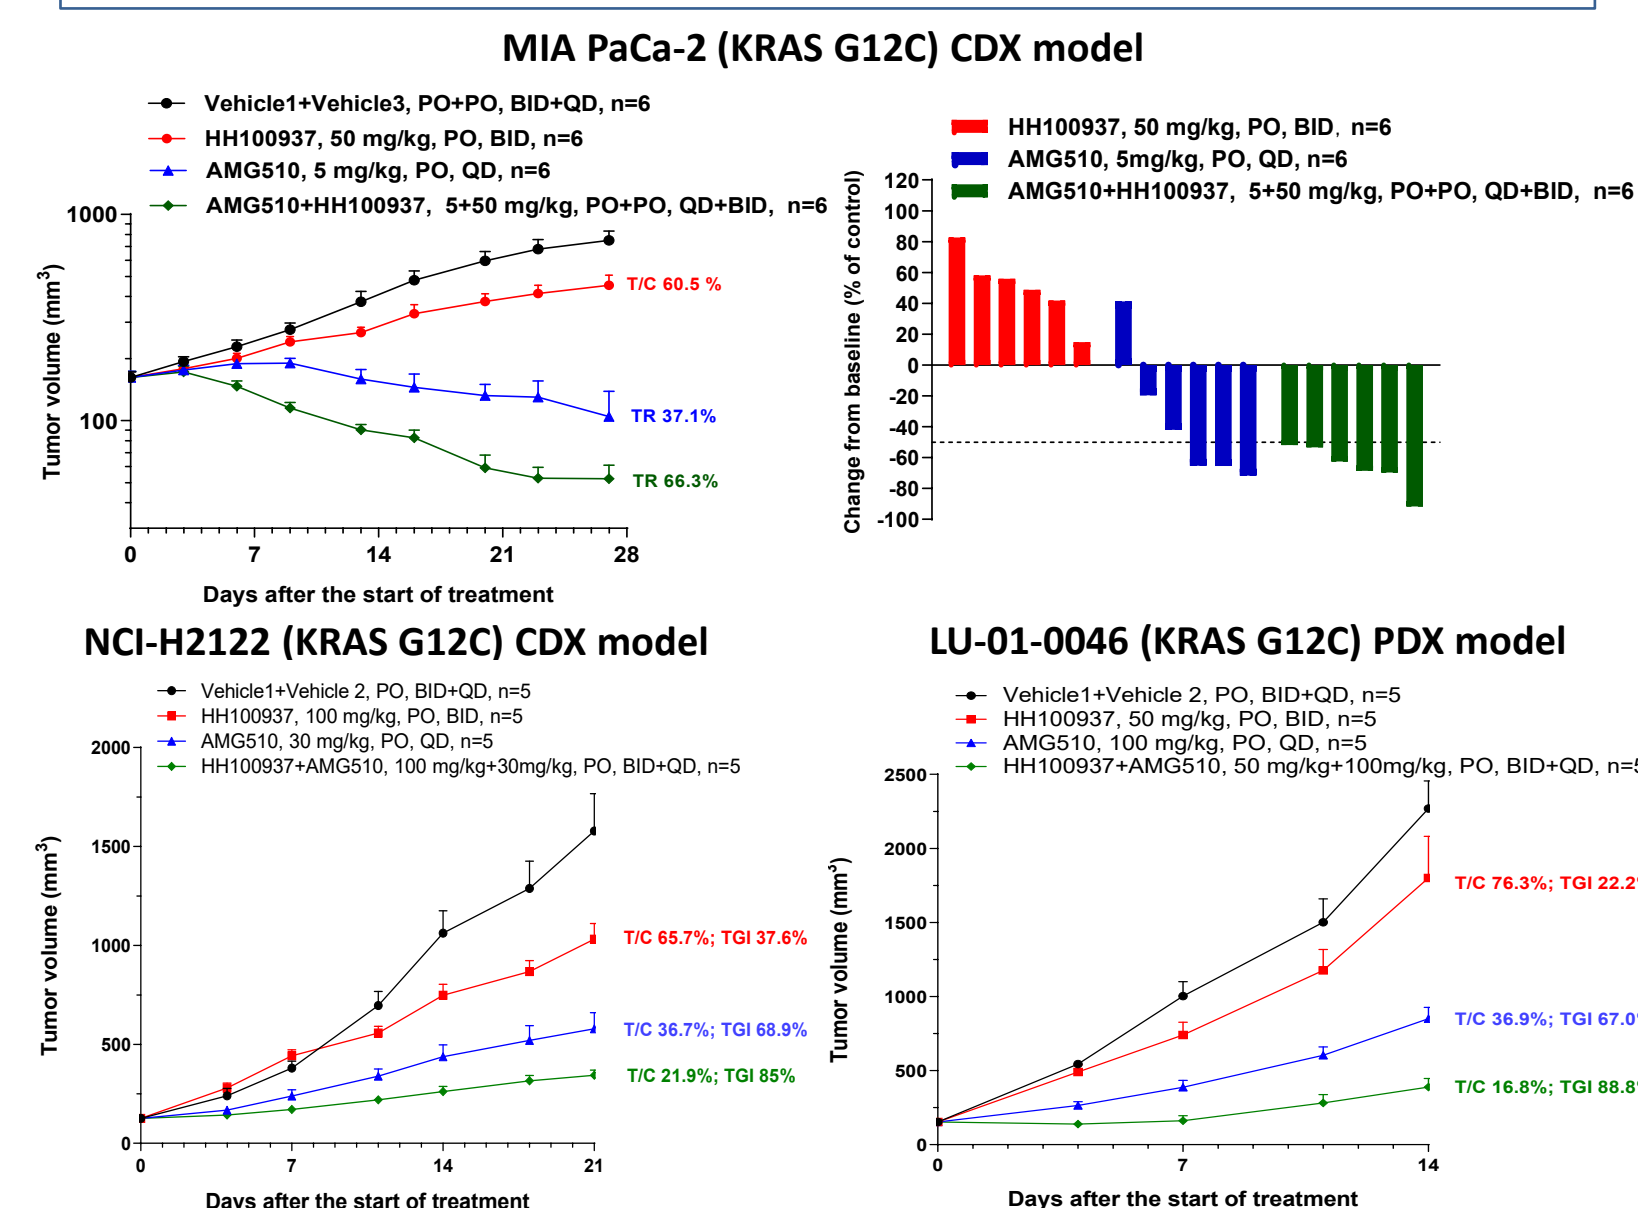 MIA PaCa-2 (KRAS G12C) CDX model
Vehicle1+Vehicle3, PO+PO, BID+QD, n=6
HH100937, 50 mg/kg, PO, BID, n=6
AMG510, 5 mg/kg, PO, QD, n=6
AMG510+HH100937, 5+50 mg/kg, PO+PO, QD+BID, n=6
1000
100
Tumor volume (mm³)
T/C 60.5 %
TR 37.1%
TR 66.3%
0 7 14 21 28
Days after the start of treatment
HH100937, 50 mg/kg, PO, BID, n=6
AMG510, 5mg/kg, PO, QD, n=6
AMG510+HH100937, 5+50 mg/kg, PO+PO, QD+BID, n=6
Change from baseline (% of control)
120
100
80
60
40
20
0
-20
-40
-60
-80
-100
NCI-H2122 (KRAS G12C) CDX model
Vehicle1+Vehicle 2, PO, BID+QD, n=5
HH100937, 100 mg/kg, PO, BID, n=5
AMG510, 30 mg/kg, PO, QD, n=5
HH100937+AMG510, 100 mg/kg+30mg/kg, PO, BID+QD, n=5
2000
1500
1000
500
0
Tumor volume (mm³)
T/C 65.7%; TGI 37.6%
T/C 36.7%; TGI 68.9%
T/C 21.9%; TGI 85%
0 7 14 21
Days after the start of treatment
LU-01-0046 (KRAS G12C) PDX model
Vehicle1+Vehicle 2, PO, BID+QD, n=5
HH100937, 50 mg/kg, PO, BID, n=5
AMG510, 100 mg/kg, PO, QD, n=5
HH100937+AMG510, 50 mg/kg+100mg/kg, PO, BID+QD, n=5
2500
2000
1500
1000
500
0
Tumor volume (mm³)
T/C 76.3%; TGI 22.2%
T/C 36.9%; TGI 67.0%
T/C 16.8%; TGI 88.8%
0 7 14
Days after the start of treatment